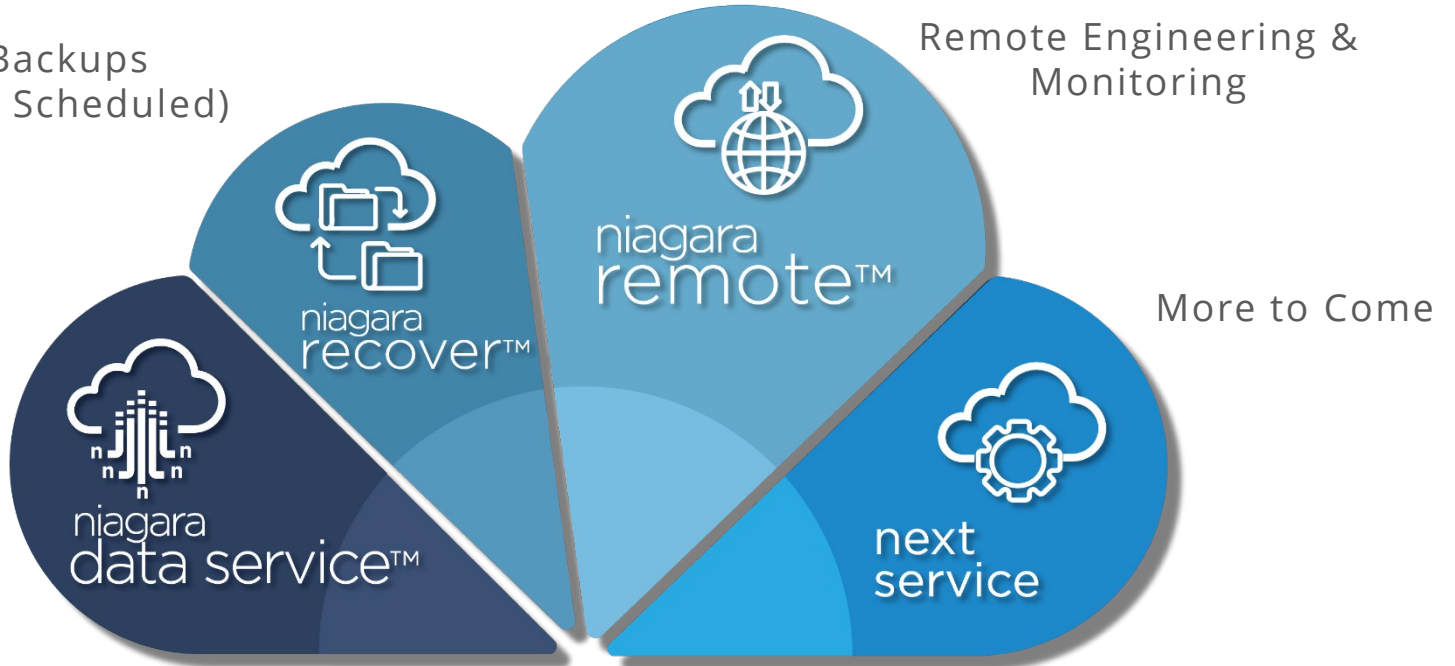 Backups
Scheduled)
Remote Engineering &
Monitoring
niagara
remote™
niagara
recover™
More to Come
n n
n n
n
niagara
data service™
next
service